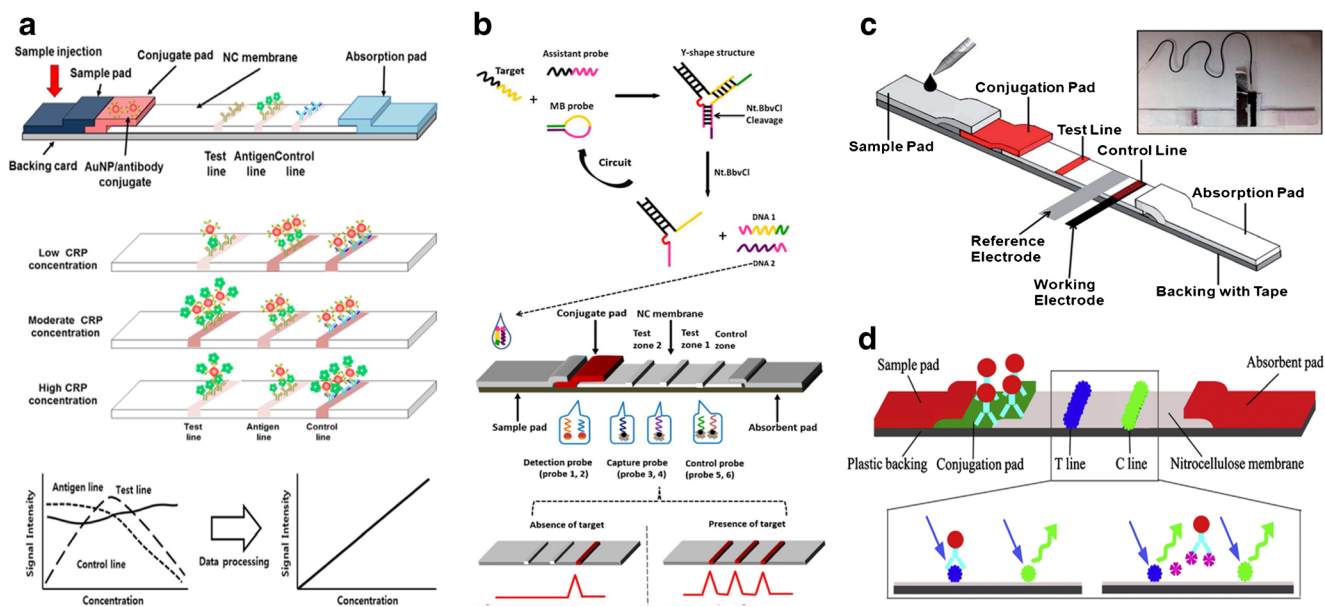 a
Sample injection
Sample pad
Conjugate pad
NC membrane
Absorption pad
Backing card
AuNP/antibody
conjugate
Test
line
Antigen
line
Control
line
Low CRP
concentration
Moderate CRP
concentration
High CRP
concentration
Test
line
Antigen
line
Control
line
Signal Intensity
Antigen line
Test line
Control line
Concentration
Data processing
Signal Intensity
Concentration
b
Target
Assistant probe
MB probe
Y-shape structure
Nt.BbvCl
Cleavage
Circuit
Nt.BbvCl
DNA 1
DNA 2
Conjugate pad
NC membrane
Test
zone 2
Test
zone 1
Control
zone
Sample pad
Absorbent pad
Detection probe
(probe 1, 2)
Capture probe
(probe 3, 4)
Control probe
(probe 5, 6)
Absence of target
Presence of target
c
Conjugation Pad
Test Line
Control Line
Sample Pad
Absorption Pad
Reference
Electrode
Working
Electrode
Backing with Tape
d
Sample pad
Absorbent pad
Plastic backing
Conjugation pad
T line
C line
Nitrocellulose membrane